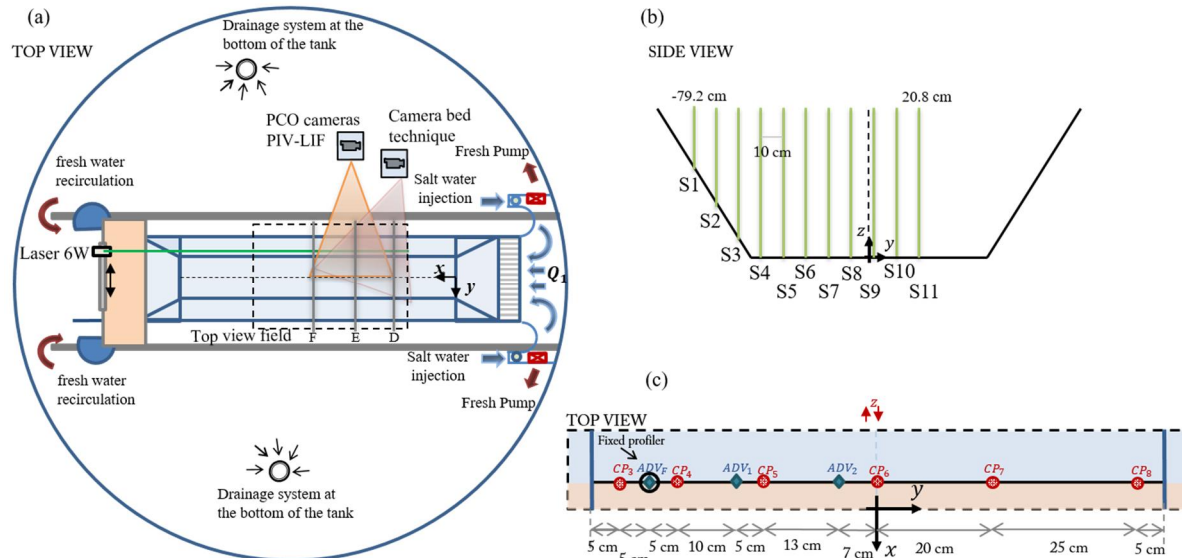 (a)
TOP VIEW
Drainage system at the
bottom of the tank
PCO cameras
PIV-LIF
Camera bed
technique
Fresh Pump
fresh water
recirculation
Salt water
injection
Laser 6W
x
y
Q1
Top view field
F E D
fresh water
recirculation
Salt water
injection
Fresh Pump
Drainage system at
the bottom of the tank
(b)
SIDE VIEW
-79.2 cm 20.8 cm
10 cm
S1
S2
S3
z
y
S4 S6 S8 S10
S5 S7 S9 S11
(c)
TOP VIEW
z
Fixed profiler
CP3 ADVF CP4 ADV1 CP5 ADV2 CP6 CP7 CP8
y
5 cm 5 cm 5 cm 10 cm 5 cm 13 cm 7 cm x 20 cm 25 cm 5 cm